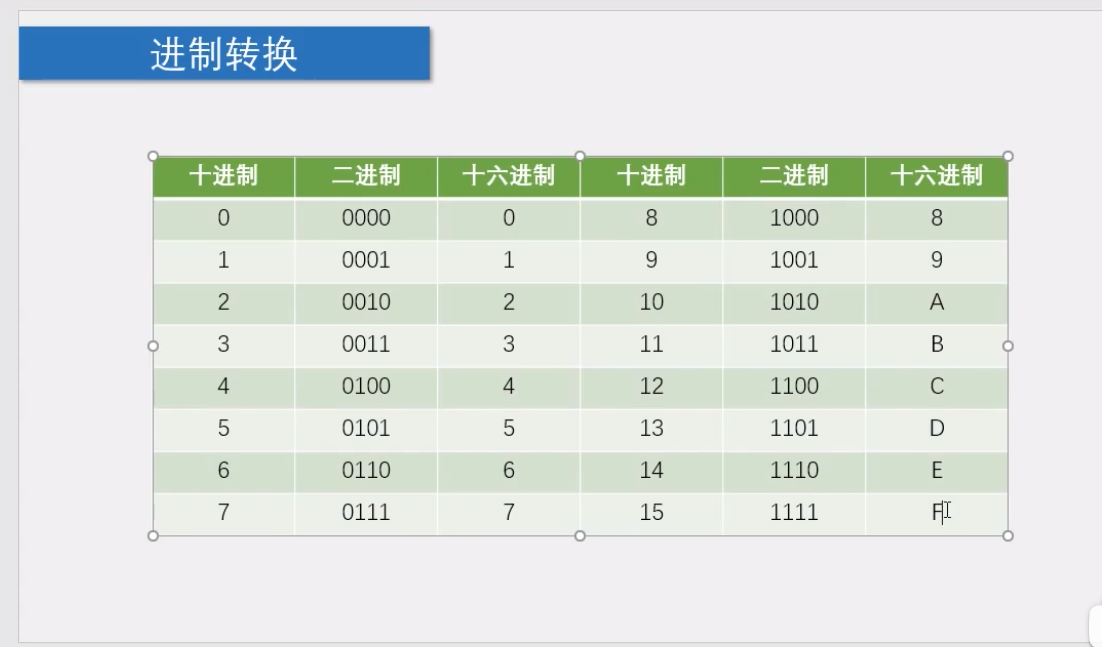 进制转换
十进制 二进制 十六进制 十进制 二进制 十六进制
0 0000 0 8 1000 8
1 0001 1 9 1001 9
2 0010 2 10 1010 A
3 0011 3 11 1011 B
4 0100 4 12 1100 C
5 0101 5 13 1101 D
6 0110 6 14 1110 E
7 0111 7 15 1111 F